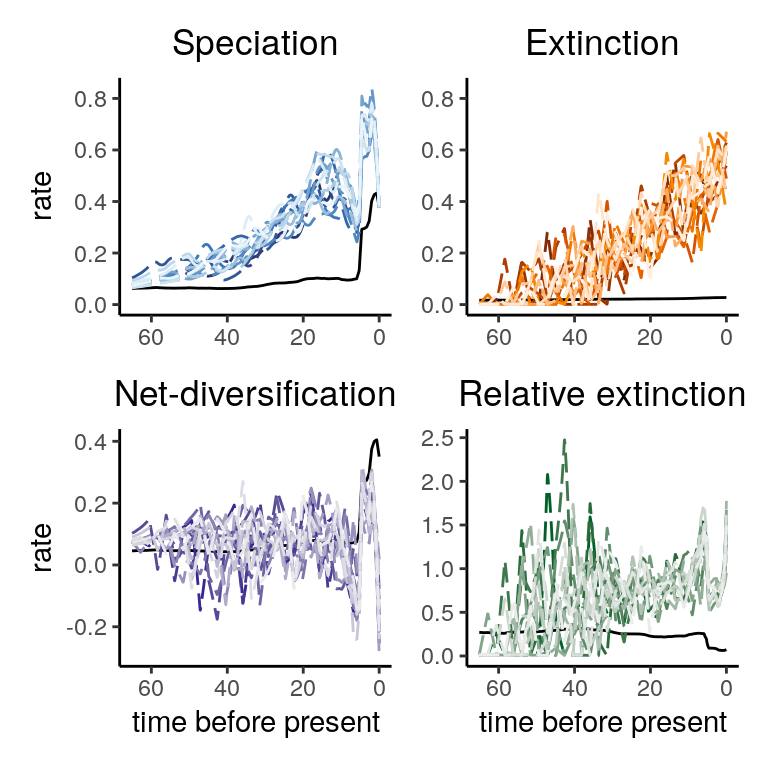 Speciation
Extinction
rate
0.8
0.6
0.4
0.2
0.0
60 40 20 0
0.8
0.6
0.4
0.2
0.0
60 40 20 0
Net-diversification
Relative extinction
rate
0.4
0.2
0.0
-0.2
60 40 20 0
time before present
2.5
2.0
1.5
1.0
0.5
0.0
60 40 20 0
time before present